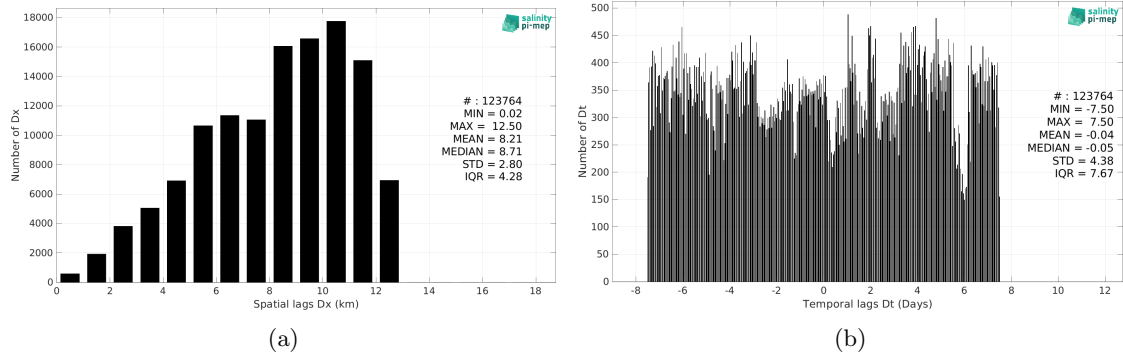 18000
16000
14000
12000
10000
8000
6000
4000
2000
0
Number of Dx
0 2 4 6 8 10 12 14 16 18
Spatial lags Dx (km)
salinity
pi-mep
# : 123764
MIN = 0.02
MAX = 12.50
MEAN = 8.21
MEDIAN = 8.71
STD = 2.80
IQR = 4.28
(a)
500
450
400
350
300
250
200
150
100
50
0
Number of Dt
-8 -6 -4 -2 0 2 4 6 8 10 12
Temporal lags Dt (Days)
salinity
pi-mep
# : 123764
MIN = -7.50
MAX = 7.50
MEAN = -0.04
MEDIAN = -0.05
STD = 4.38
IQR = 7.67
(b)